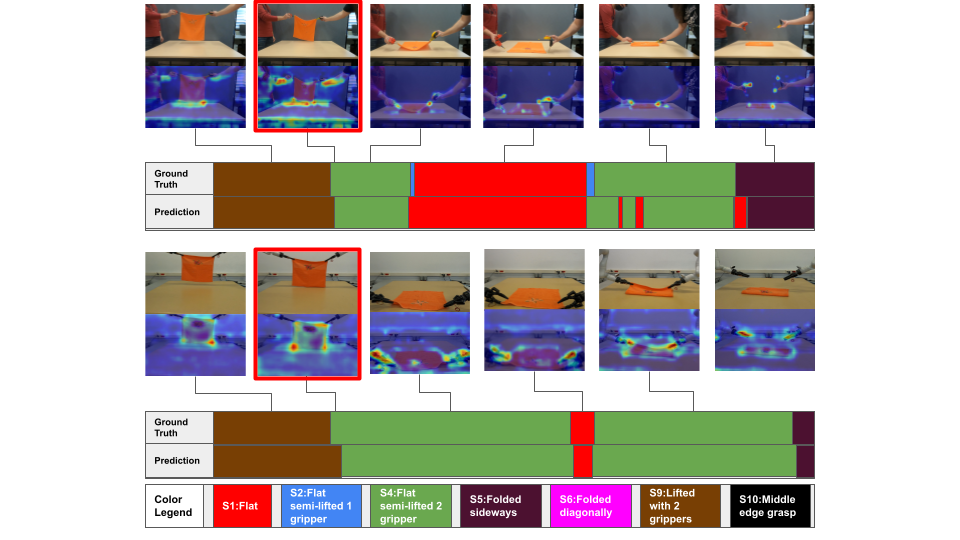 Ground
Truth
Prediction
Ground
Truth
Prediction
Color
Legend
S1:Flat
S2:Flat
semi-lifted 1
gripper
S4:Flat
semi-lifted 2
gripper
S5:Folded
sideways
S6:Folded
diagonally
S9:Lifted
with 2
grippers
S10:Middle
edge grasp